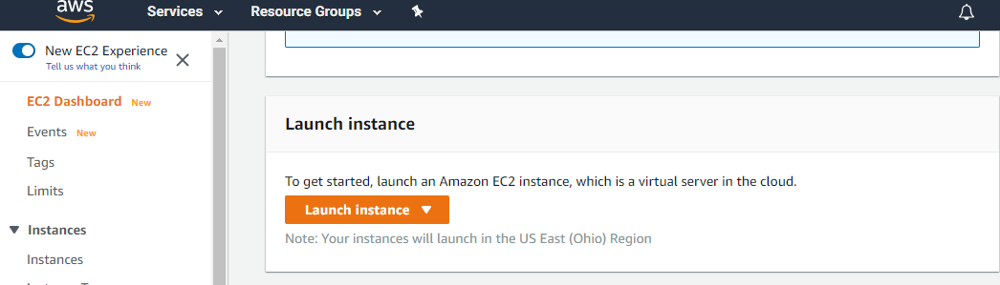 aws Services Resource Groups
New EC2 Experience
Tell us what you think
EC2 Dashboard New
Events New
Tags
Limits
Instances
Instances
Launch instance
To get started, launch an Amazon EC2 instance, which is a virtual server in the cloud.
Launch instance
Note: Your instances will launch in the US East (Ohio) Region